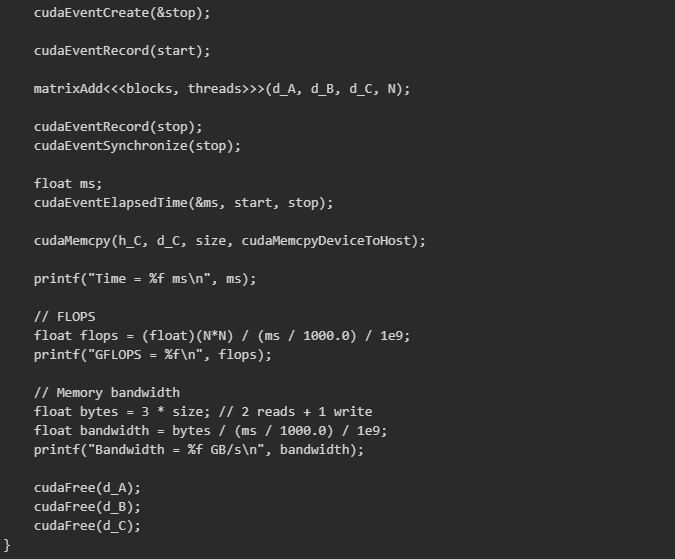 cudaEventCreate(&stop);
cudaEventRecord(start);
matrixAdd<<<blocks, threads>>>(d_A, d_B, d_C, N);
cudaEventRecord(stop);
cudaEventSynchronize(stop);
float ms;
cudaEventElapsedTime(&ms, start, stop);
cudaMemcpy(h_C, d_C, size, cudaMemcpyDeviceToHost);
printf("Time = %f ms\n", ms);
// FLOPS
float flops = (float)(N*N) / (ms / 1000.0) / 1e9;
printf("GFLOPS = %f\n", flops);
// Memory bandwidth
float bytes = 3 * size; // 2 reads + 1 write
float bandwidth = bytes / (ms / 1000.0) / 1e9;
printf("Bandwidth = %f GB/s\n", bandwidth);
cudaFree(d_A);
cudaFree(d_B);
cudaFree(d_C);
}